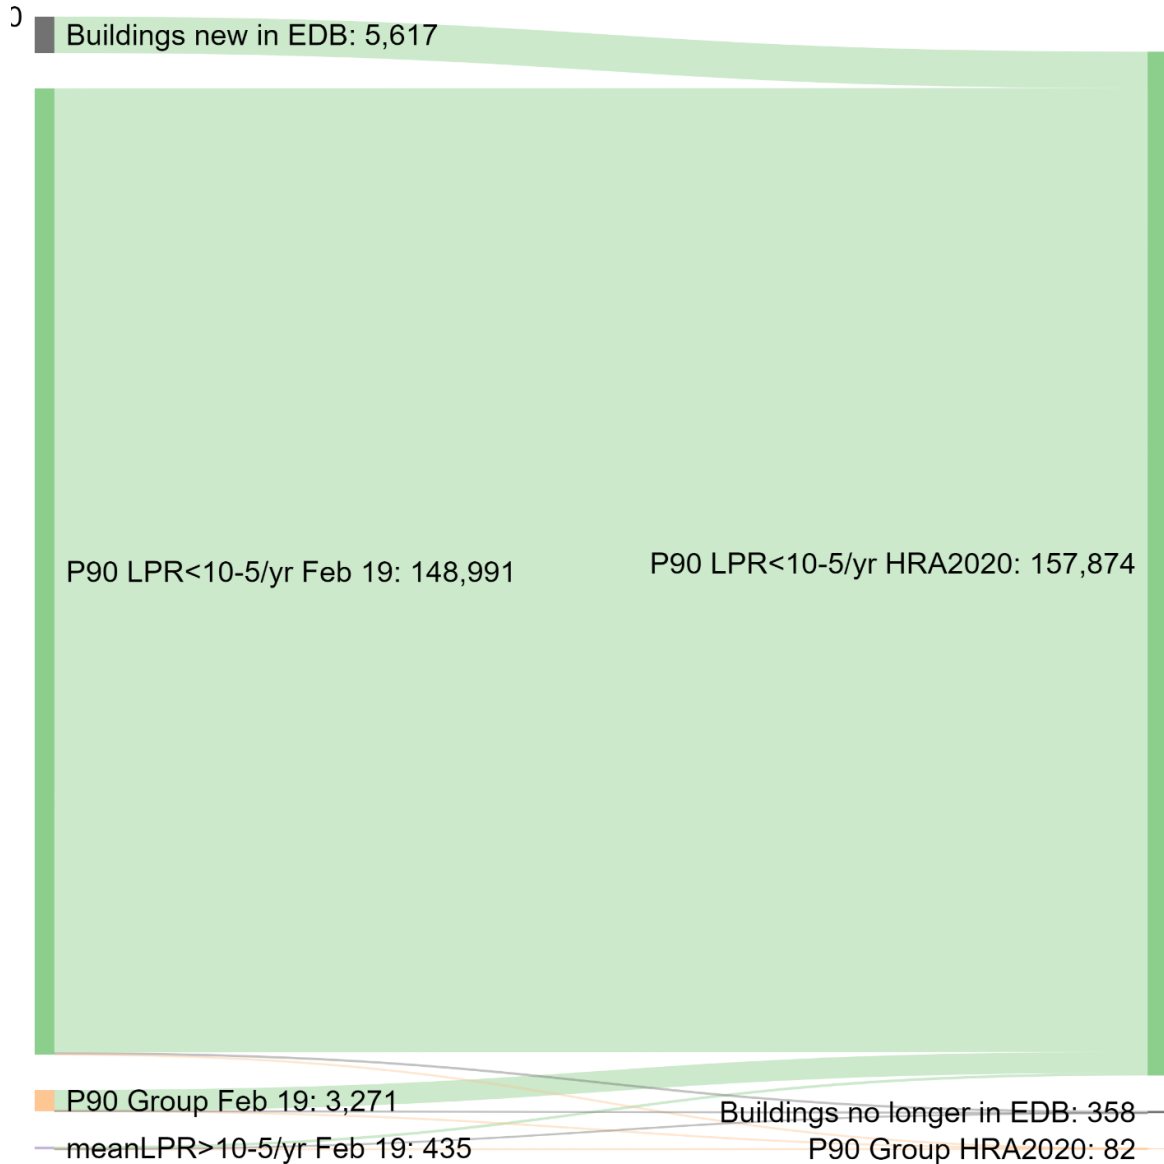 0
Buildings new in EDB: 5,617
P90 LPR<10-5/yr Feb 19: 148,991
P90 LPR<10-5/yr HRA2020: 157,874
P90 Group Feb 19: 3,271
Buildings no longer in EDB: 358
meanLPR>10-5/yr Feb 19: 435
P90 Group HRA2020: 82